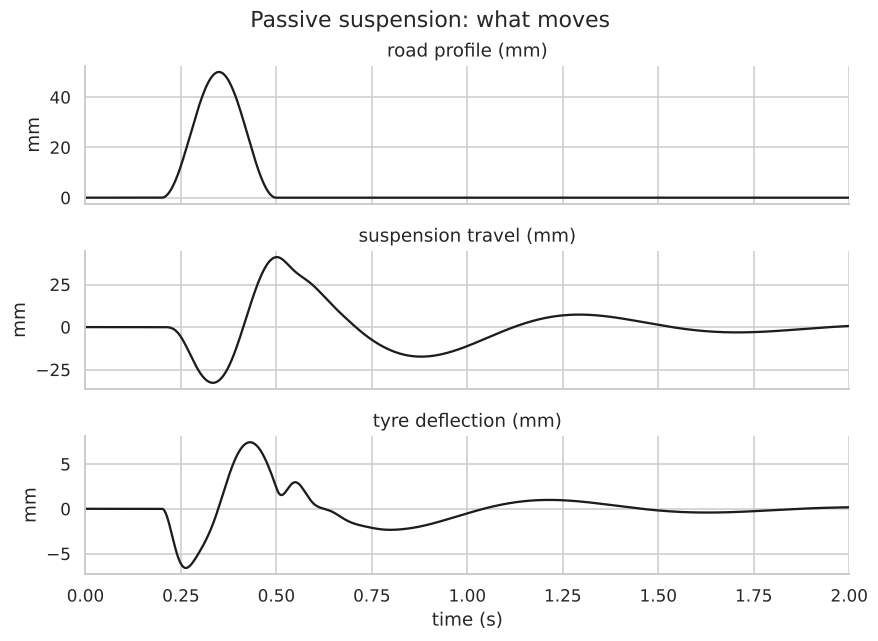 Passive suspension: what moves
road profile (mm)
mm
40
20
0
suspension travel (mm)
mm
25
0
−25
tyre deflection (mm)
mm
5
0
−5
0.00 0.25 0.50 0.75 1.00 1.25 1.50 1.75 2.00
time (s)